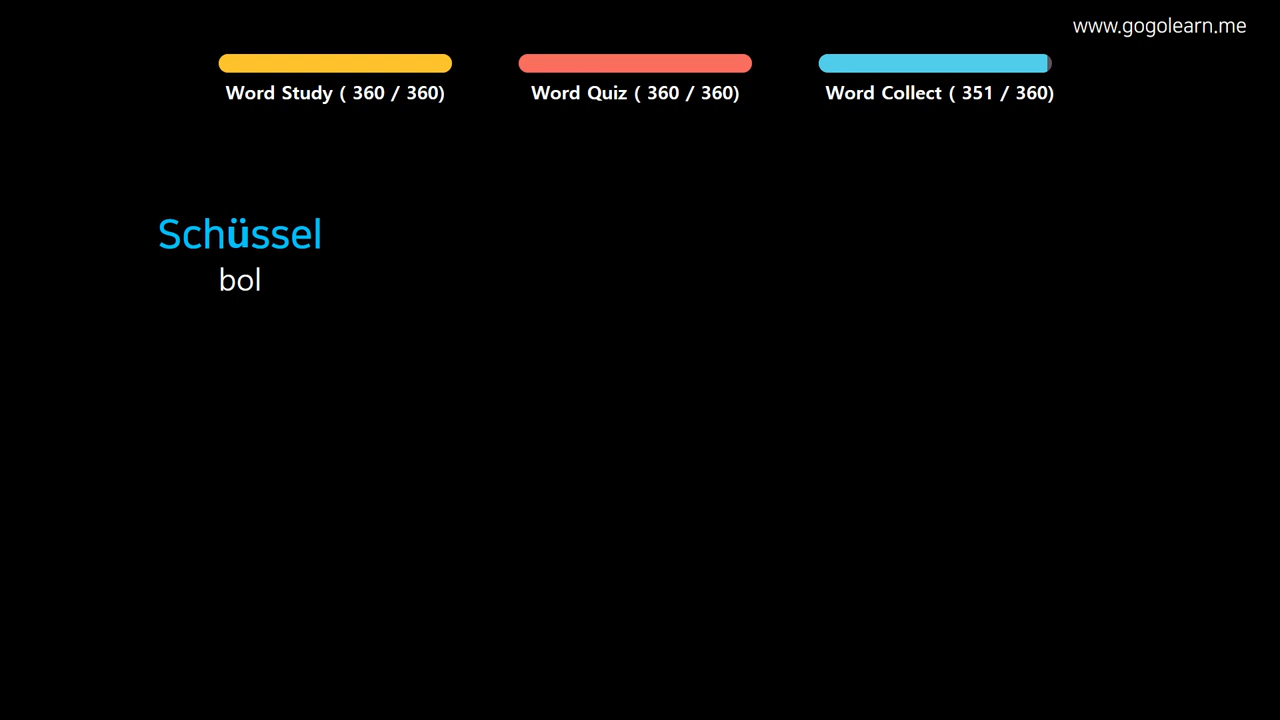 www.gogolearn.me
Word Study ( 360 / 360)
Word Quiz ( 360 / 360)
Word Collect ( 351 / 360)
Schüssel
bol